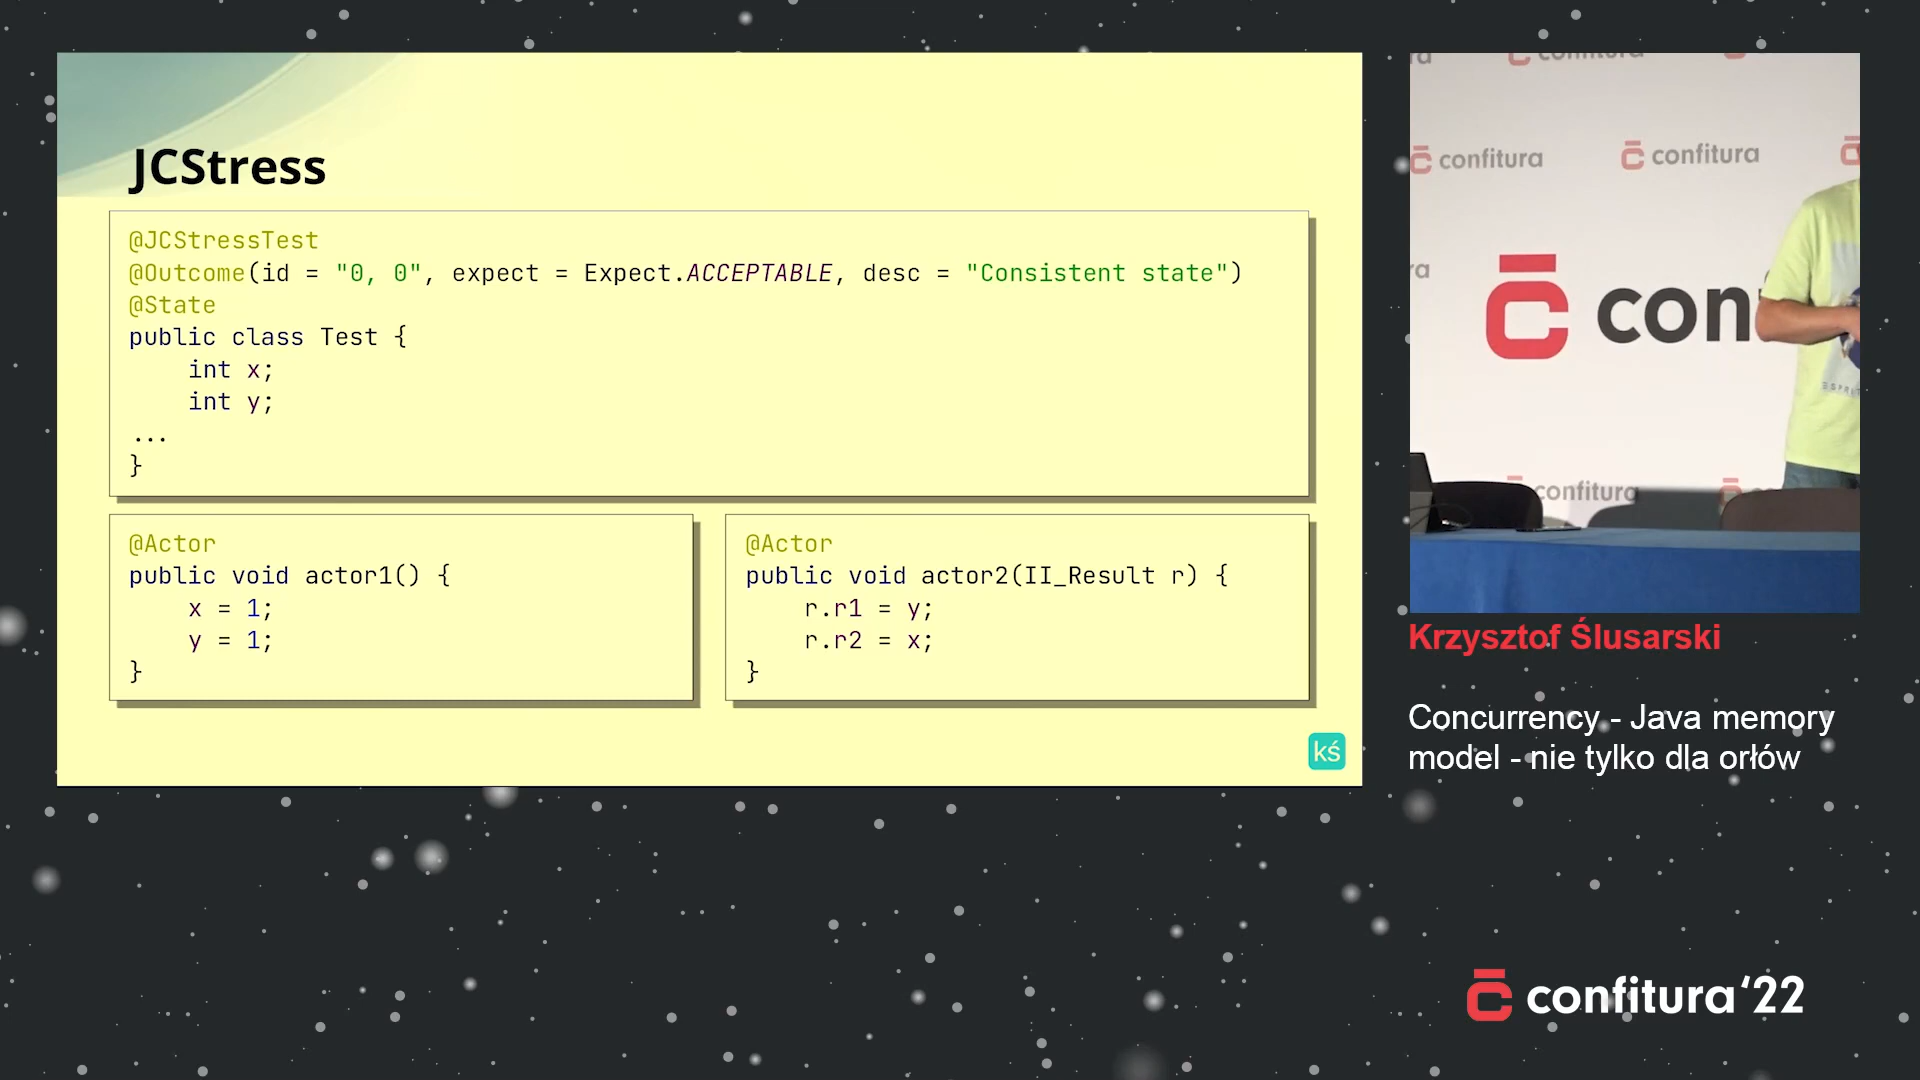 JCStress
@JCStressTest
@Outcome(id = "0, 0", expect = Expect.ACCEPTABLE, desc = "Consistent state")
@State
public class Test {
    int x;
    int y;
...
}
@Actor
public void actor1() {
    x = 1;
    y = 1;
}
@Actor
public void actor2(II_Result r) {
    r.r1 = y;
    r.r2 = x;
}
kś
confitura
confitura
con
confitura
Krzysztof Ślusarski
Concurrency - Java memory
model - nie tylko dla orłów
confitura'22